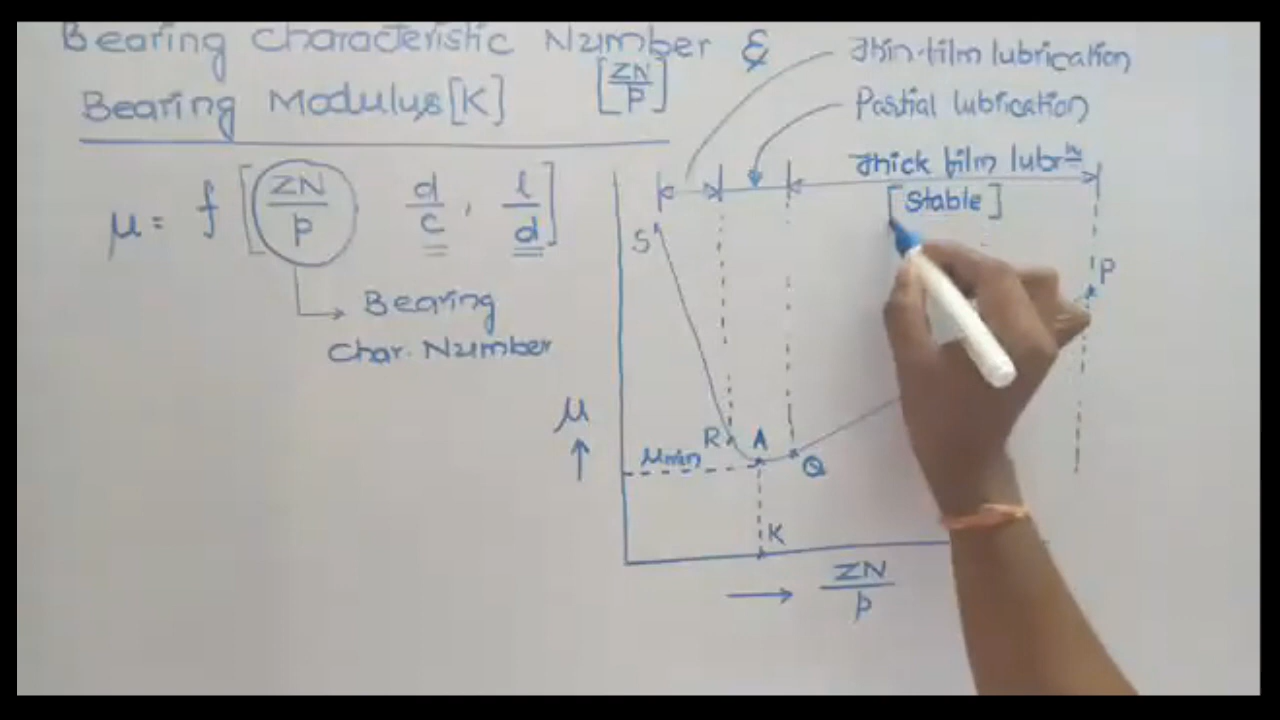 Bearing Characteristic Number &
Bearing Modulus [K] [ZN/P]
μ = f [ZN/p d/c, l/d]
Bearing
Char. Number
Thin film lubrication
Partial lubrication
Thick film lubrⁿ
[Stable]
S
P
R A Q
μmin
μ
K
ZN/p